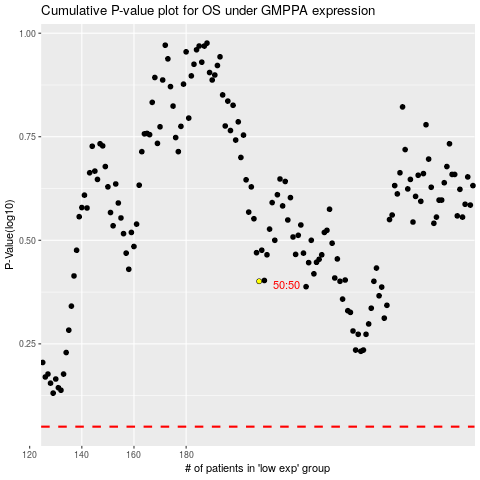 Cumulative P-value plot for OS under GMPPA expression
P-Value(log10)
1.00
0.75
0.50
0.25
50:50
120 140 160 180
# of patients in 'low exp' group